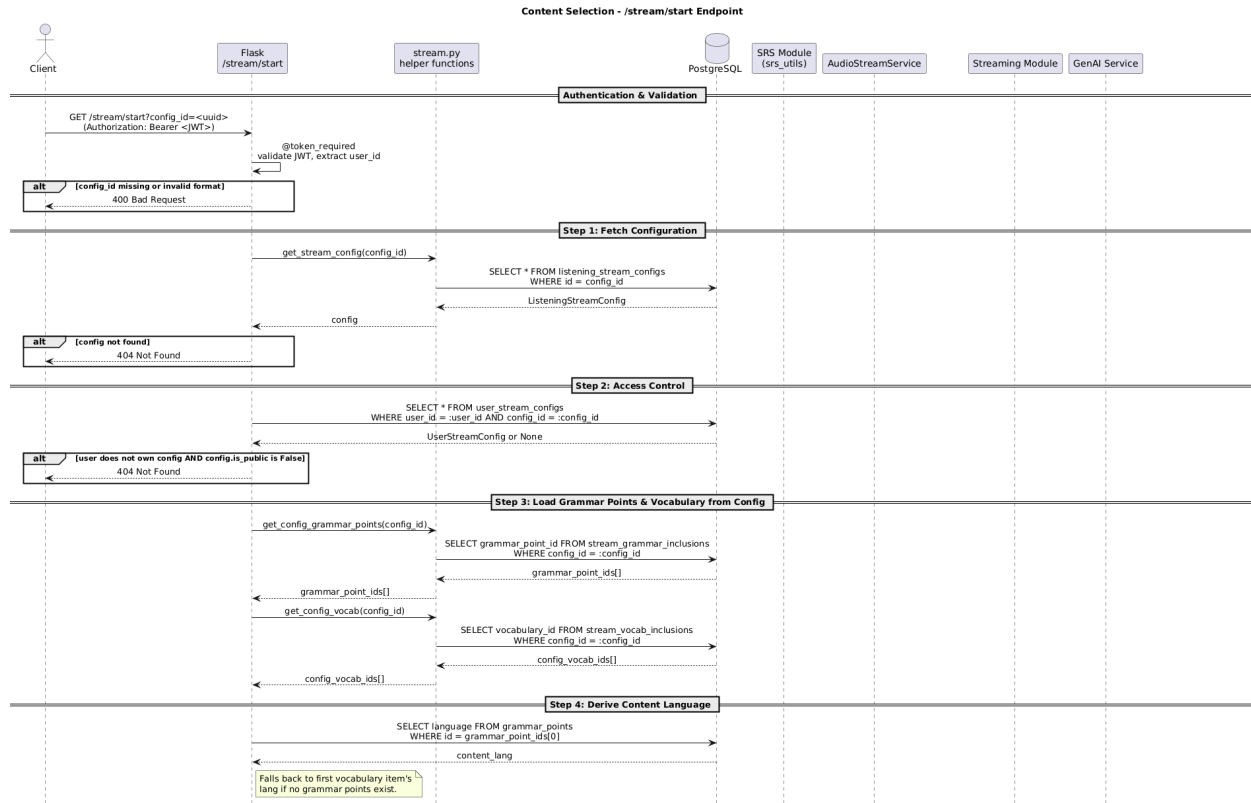 Content Selection - /stream/start Endpoint
Client
Flask
/stream/start
stream.py
helper functions
PostgreSQL
SRS Module
(srs_utils)
AudioStreamService
Streaming Module
GenAI Service
Authentication & Validation
GET /stream/start?config_id=<uuid>
(Authorization: Bearer <JWT>)
@token_required
validate JWT, extract user_id
alt [config_id missing or invalid format]
400 Bad Request
Step 1: Fetch Configuration
get_stream_config(config_id)
SELECT * FROM listening_stream_configs
WHERE id = config_id
ListeningStreamConfig
config
alt [config not found]
404 Not Found
Step 2: Access Control
SELECT * FROM user_stream_configs
WHERE user_id = :user_id AND config_id = :config_id
UserStreamConfig or None
alt [user does not own config AND config.is_public is False]
404 Not Found
Step 3: Load Grammar Points & Vocabulary from Config
get_config_grammar_points(config_id)
SELECT grammar_point_id FROM stream_grammar_inclusions
WHERE config_id = :config_id
grammar_point_ids[]
grammar_point_ids[]
get_config_vocab(config_id)
SELECT vocabulary_id FROM stream_vocab_inclusions
WHERE config_id = :config_id
config_vocab_ids[]
config_vocab_ids[]
Step 4: Derive Content Language
SELECT language FROM grammar_points
WHERE id = grammar_point_ids[0]
content_lang
Falls back to first vocabulary item's
lang if no grammar points exist.